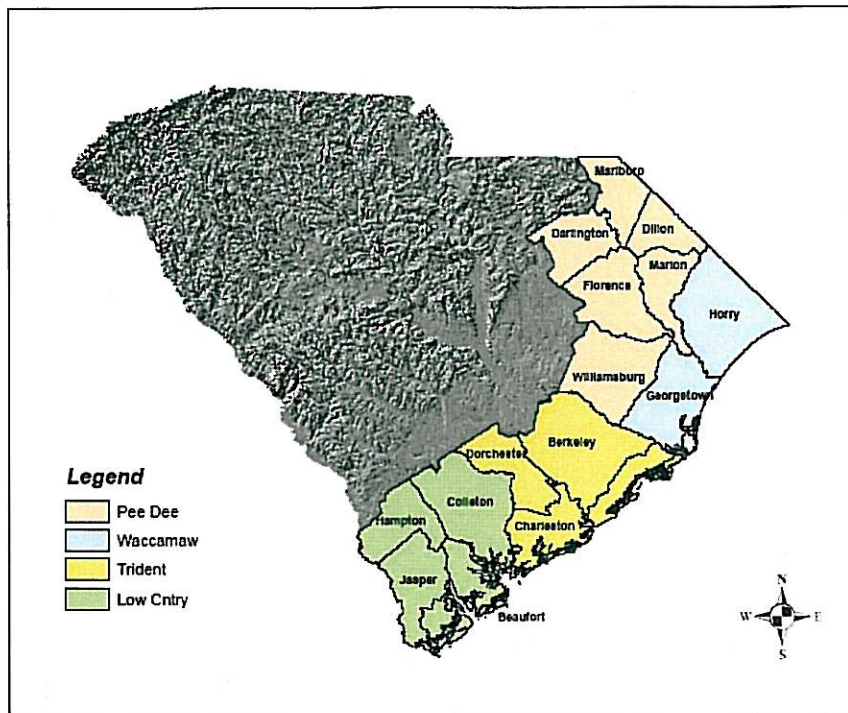 Marlboro
Dillon
Darlington
Marion
Florence
Horry
Williamsburg
Georgetown
Berkeley
Dorchester
Colleton
Charleston
Hampton
Jasper
Beaufort
Legend
Pee Dee
Waccamaw
Trident
Low Cntry
N
W
E
S